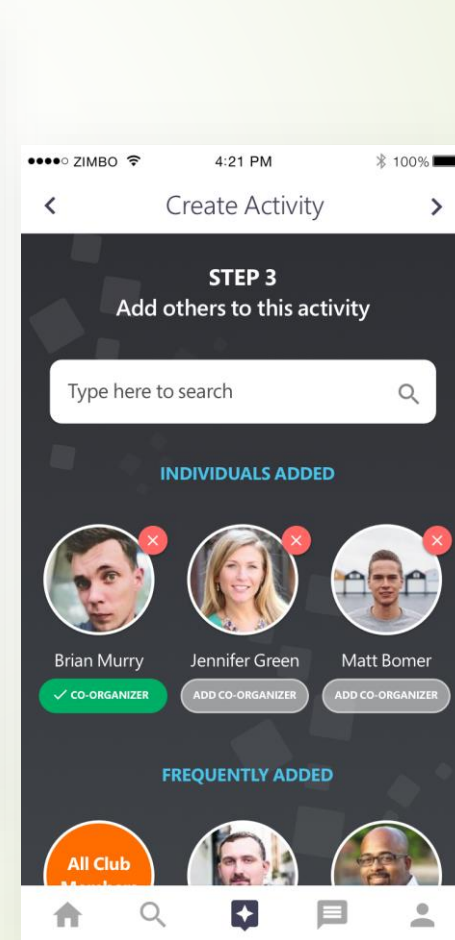 ZIMBO 4:21 PM 100%
Create Activity
STEP 3
Add others to this activity
Type here to search
INDIVIDUALS ADDED
Brian Murry Jennifer Green Matt Bomer
✓ CO-ORGANIZER ADD CO-ORGANIZER ADD CO-ORGANIZER
FREQUENTLY ADDED
All Club
Members